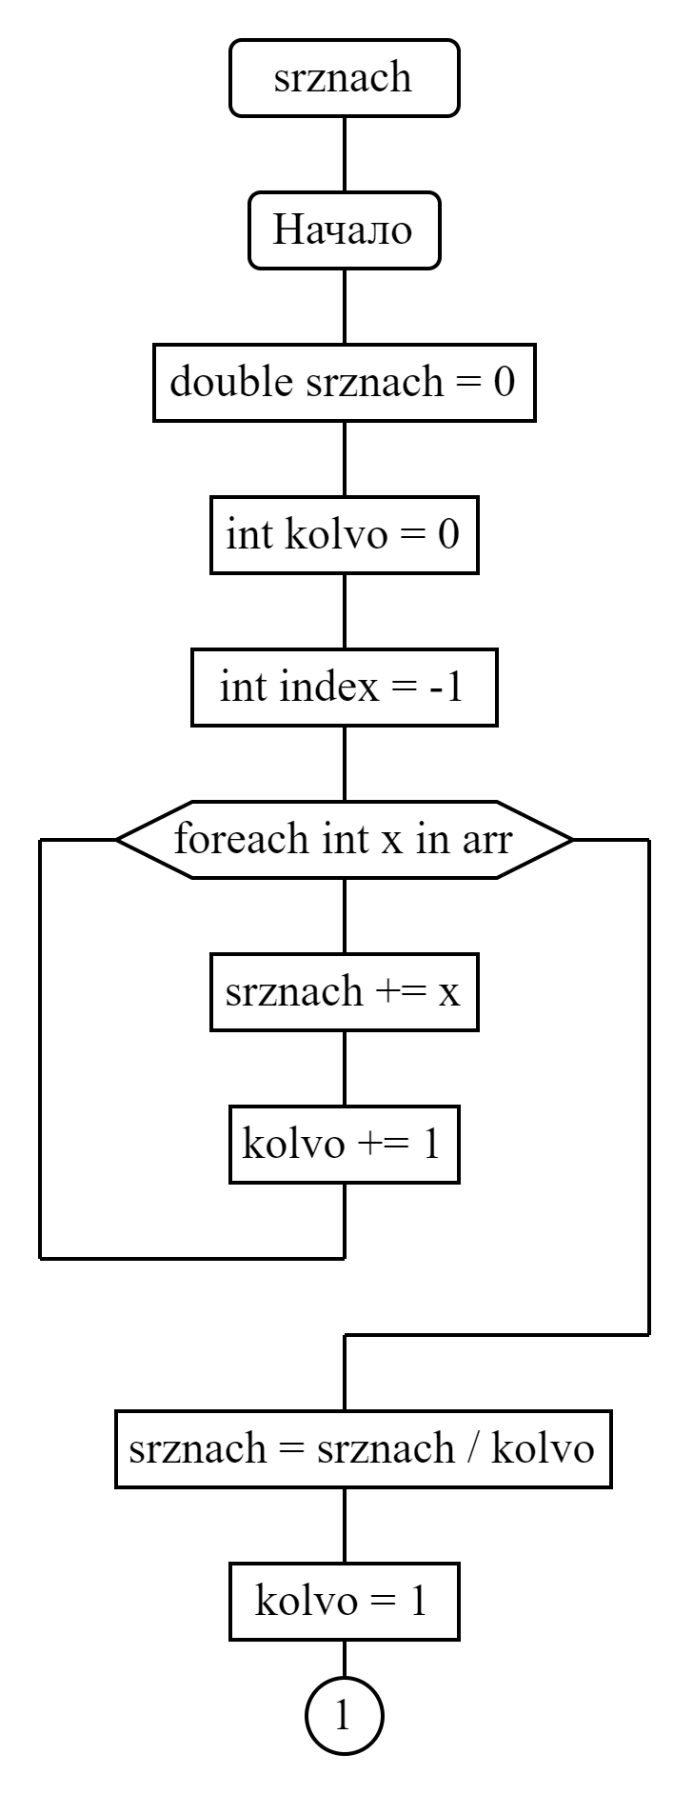 srznach
Начало
double srznach = 0
int kolvo = 0
int index = -1
foreach int x in arr
srznach += x
kolvo += 1
srznach = srznach / kolvo
kolvo = 1
1